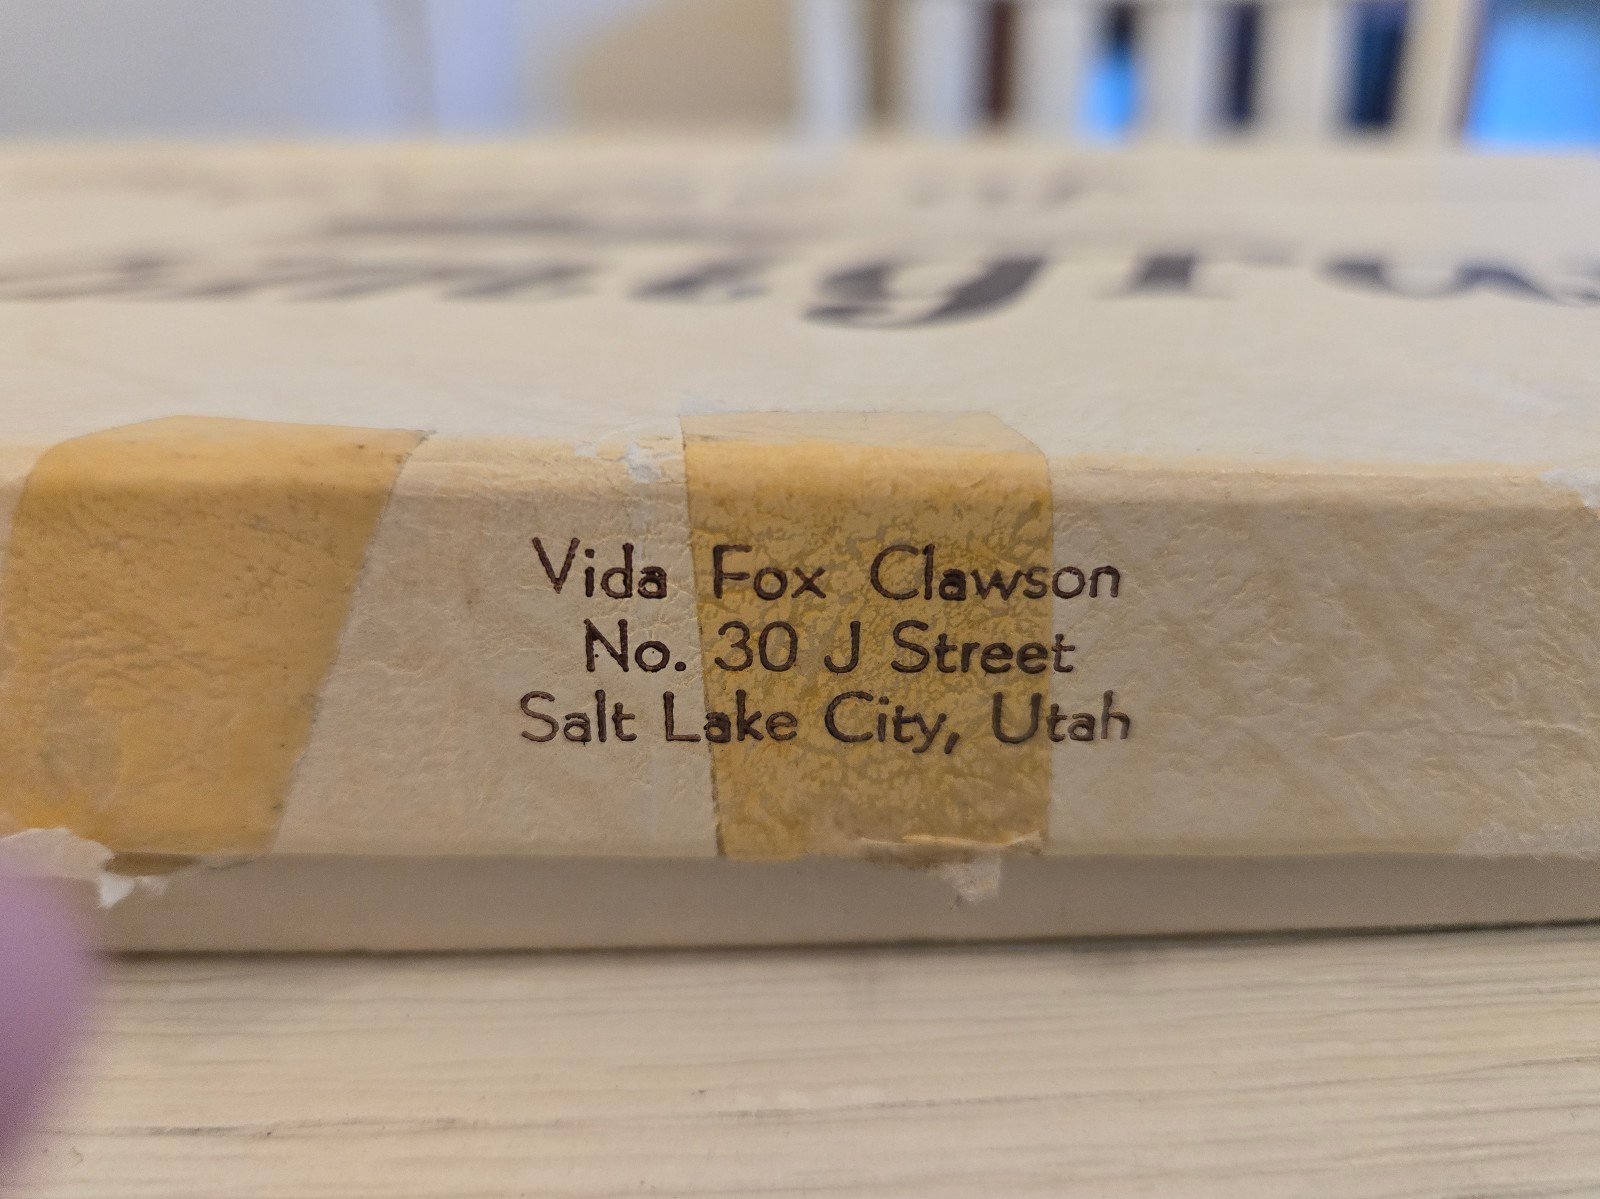 Vida Fox Clawson
No. 30 J Street
Salt Lake City, Utah